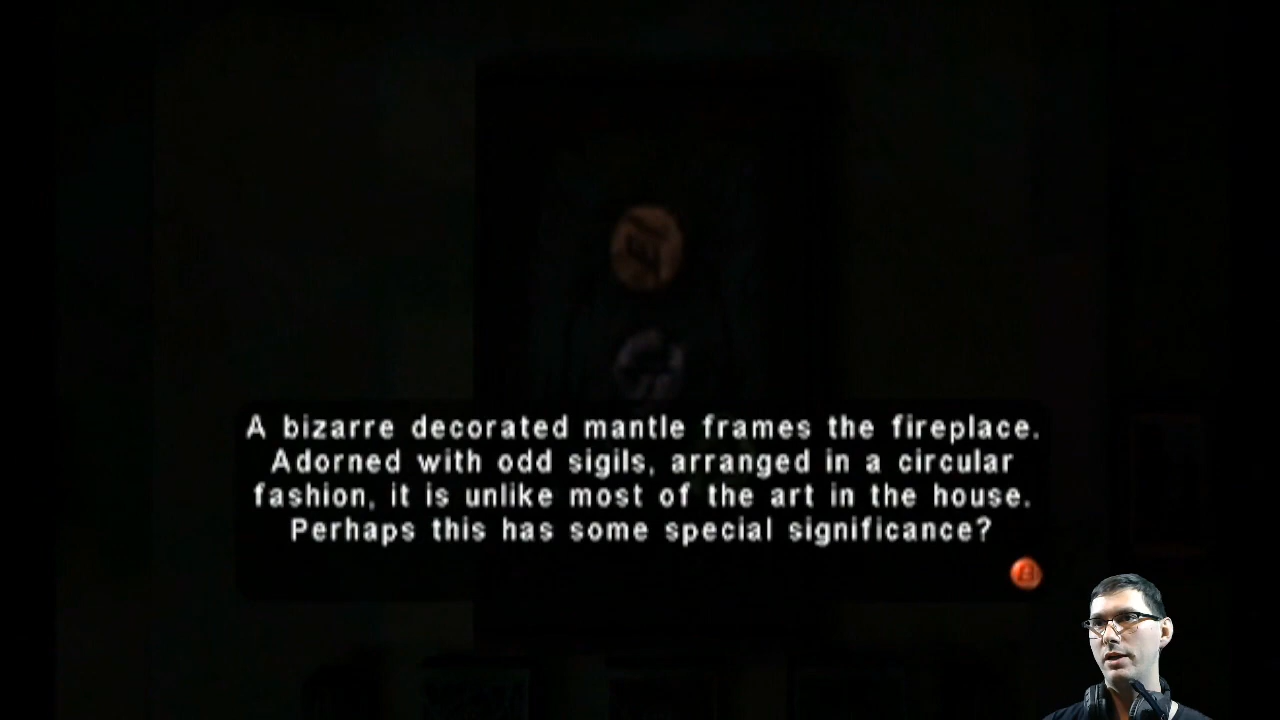 A bizarre decorated mantle frames the fireplace.
Adorned with odd sigils, arranged in a circular
fashion, it is unlike most of the art in the house.
Perhaps this has some special significance?
B